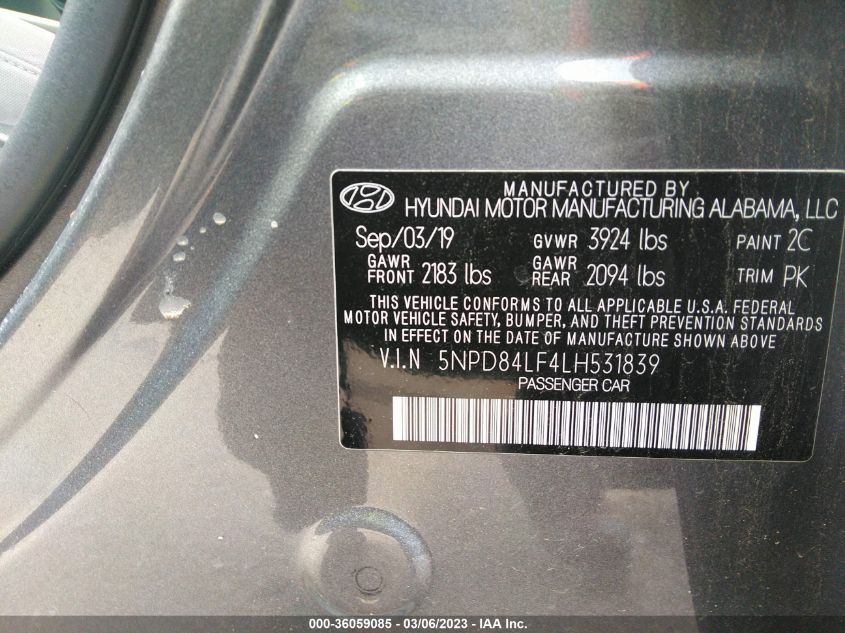 MANUFACTURED BY
HYUNDAI MOTOR MANUFACTURING ALABAMA, LLC
Sep/03/19 GVWR 3924 lbs PAINT 2C
GAWR FRONT 2183 lbs GAWR REAR 2094 lbs TRIM PK
THIS VEHICLE CONFORMS TO ALL APPLICABLE U.S.A. FEDERAL
MOTOR VEHICLE SAFETY, BUMPER, AND THEFT PREVENTION STANDARDS
IN EFFECT ON THE DATE OF MANUFACTURE SHOWN ABOVE
V.I.N 5NPD84LF4LH531839
PASSENGER CAR
000-36059085 - 03/06/2023 - 0000